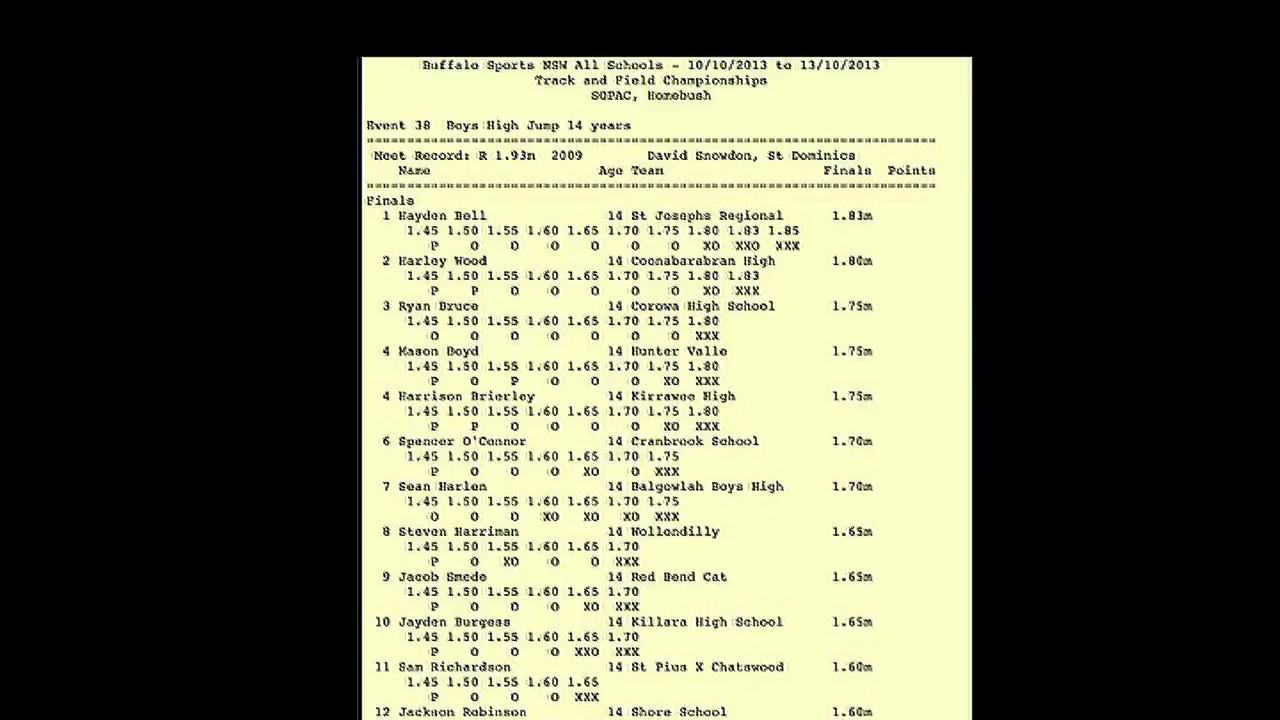 Buffalo Sports NSW All Schools - 10/10/2013 to 13/10/2013
Track and Field Championships
SOPAC, Homebush
Event 38 Boys High Jump 14 years
Meet Record: R 1.93m 2009 David Snowdon, St Dominics
Name Age Team Finals Points
Finals
1 Hayden Bell 14 St Josephs Regional 1.83m
1.45 1.50 1.55 1.60 1.65 1.70 1.75 1.80 1.83 1.85
P O O O O O O XO XXO XXX
2 Harley Wood 14 Coonabarabran High 1.80m
1.45 1.50 1.55 1.60 1.65 1.70 1.75 1.80 1.83
P P O O O O O XO XXX
3 Ryan Bruce 14 Corowa High School 1.75m
1.45 1.50 1.55 1.60 1.65 1.70 1.75 1.80
O O O O O O O XXX
4 Mason Boyd 14 Hunter Valle 1.75m
1.45 1.50 1.55 1.60 1.65 1.70 1.75 1.80
P O P O O O XO XXX
4 Harrison Brierley 14 Kirrawee High 1.75m
1.45 1.50 1.55 1.60 1.65 1.70 1.75 1.80
P P O O O O XO XXX
6 Spencer O'Connor 14 Cranbrook School 1.70m
1.45 1.50 1.55 1.60 1.65 1.70 1.75
P O O O XO O XXX
7 Sean Harlen 14 Balgowlah Boys High 1.70m
1.45 1.50 1.55 1.60 1.65 1.70 1.75
O O O XO XO XO XXX
8 Steven Harriman 14 Wollondilly 1.65m
1.45 1.50 1.55 1.60 1.65 1.70
P O XO O O XXX
9 Jacob Smede 14 Red Bend Cat 1.65m
1.45 1.50 1.55 1.60 1.65 1.70
P O O O XO XXX
10 Jayden Burgess 14 Killara High School 1.65m
1.45 1.50 1.55 1.60 1.65 1.70
P O O O XXO XXX
11 Sam Richardson 14 St Pius X Chatswood 1.60m
1.45 1.50 1.55 1.60 1.65
P O O O XXX
12 Jackson Robinson 14 Shore School 1.60m